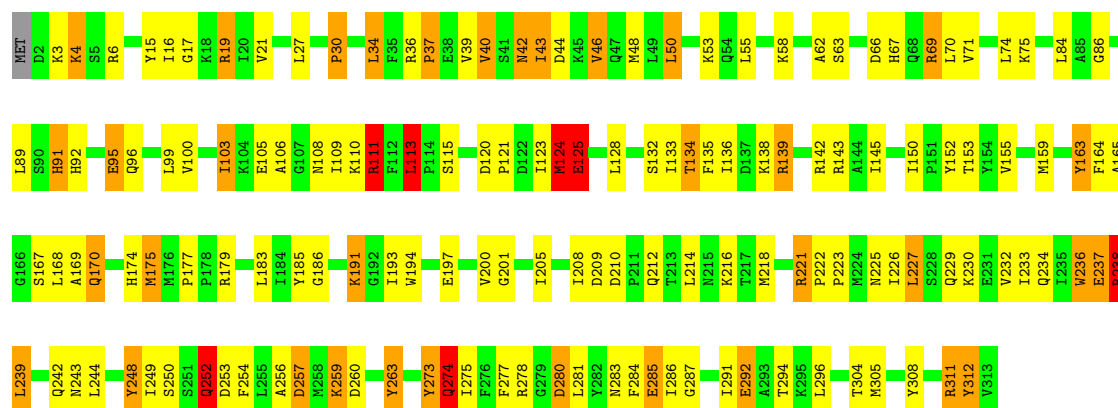 MET D2 K3 K4 S5 R6 Y15 I16 G17 K18 R19 I20 V21 L27 P30 L34 F35 R36 P37 E38 V39 V40 S41 N42 I43 D44 K45 V46 Q47 M48 L49 L50 K53 Q54 L55 K58 A62 S63 D66 H67 Q68 R69 L70 V71 L74 K75 L84 A85 G86
L89 S90 H91 H92 E95 Q96 L99 V100 I103 K104 E105 A106 G107 N108 I109 K110 R111 F112 L113 P114 S115 D120 P121 D122 I123 M124 E125 L128 S132 I133 T134 F135 I136 D137 K138 R139 R142 R143 A144 I145 I150 P151 Y152 T153 Y154 V155 M159 Y163 F164 A165
G166 S167 L168 A169 Q170 H174 M175 M176 P177 P178 R179 L183 I184 Y185 G186 K191 G192 I193 W194 E197 V200 G201 I205 I208 D209 D210 P211 Q212 T213 L214 N215 K216 T217 M218 R221 P222 P223 M224 N225 I226 L227 S228 Q229 K230 E231 V232 I233 Q234 I235 W236 E237 R238
L239 Q242 N243 L244 Y248 I249 S250 S251 Q252 D253 F254 L255 A256 D257 M258 K259 D260 Y263 Y273 Q274 I275 F276 F277 R278 G279 D280 L281 Y282 N283 F284 E285 I286 G287 I291 E292 A293 T294 K295 L296 T304 M305 Y308 R311 Y312 V313